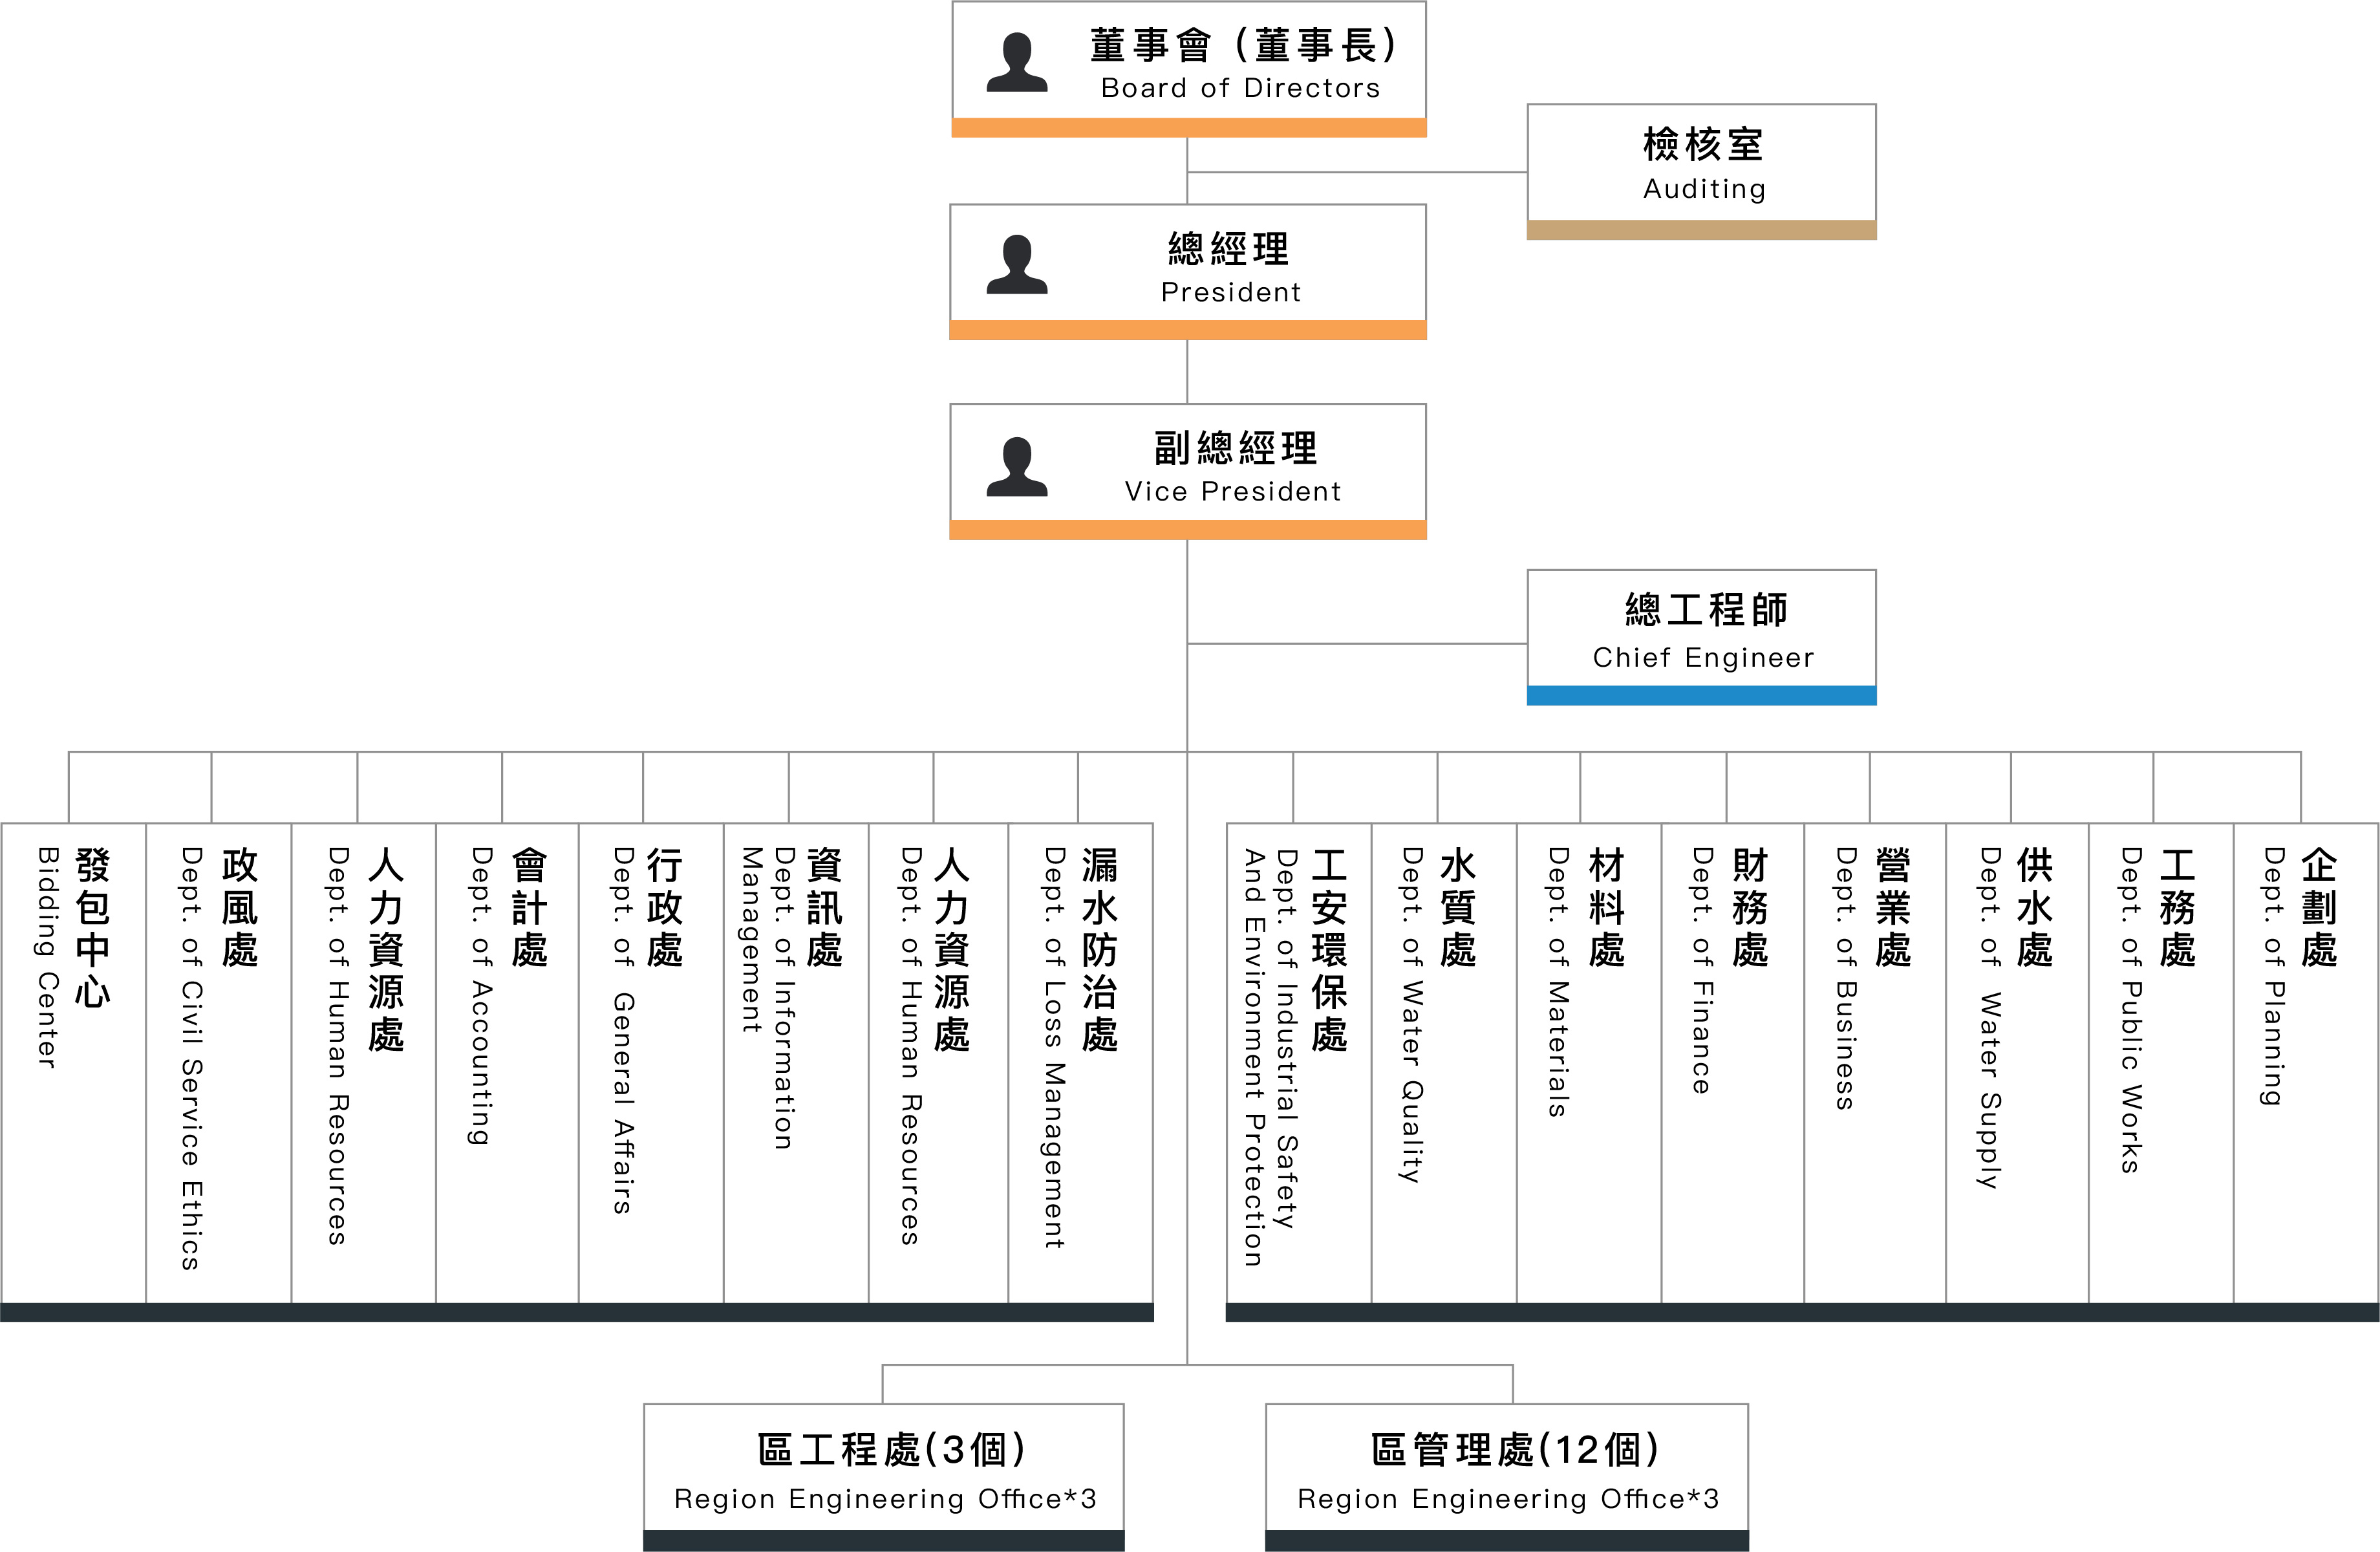 董事會 (董事長)
Board of Directors
檢核室
Auditing
總經理
President
副總經理
Vice President
總工程師
Chief Engineer
發包中心
Bidding Center
政風處
Dept. of Civil Service Ethics
人力資源處
Dept. of Human Resources
會計處
Dept. of Accounting
行政處
Dept. of General Affairs
資訊處
Dept. of Information
Management
人力資源處
Dept. of Human Resources
漏水防治處
Dept. of Loss Management
工安環保處
Dept. of Industrial Safety
And Environment Protection
水質處
Dept. of Water Quality
材料處
Dept. of Materials
財務處
Dept. of Finance
營業處
Dept. of Business
供水處
Dept. of Water Supply
工務處
Dept. of Public Works
企劃處
Dept. of Planning
區工程處(3個)
Region Engineering Office*3
區管理處(12個)
Region Engineering Office*3